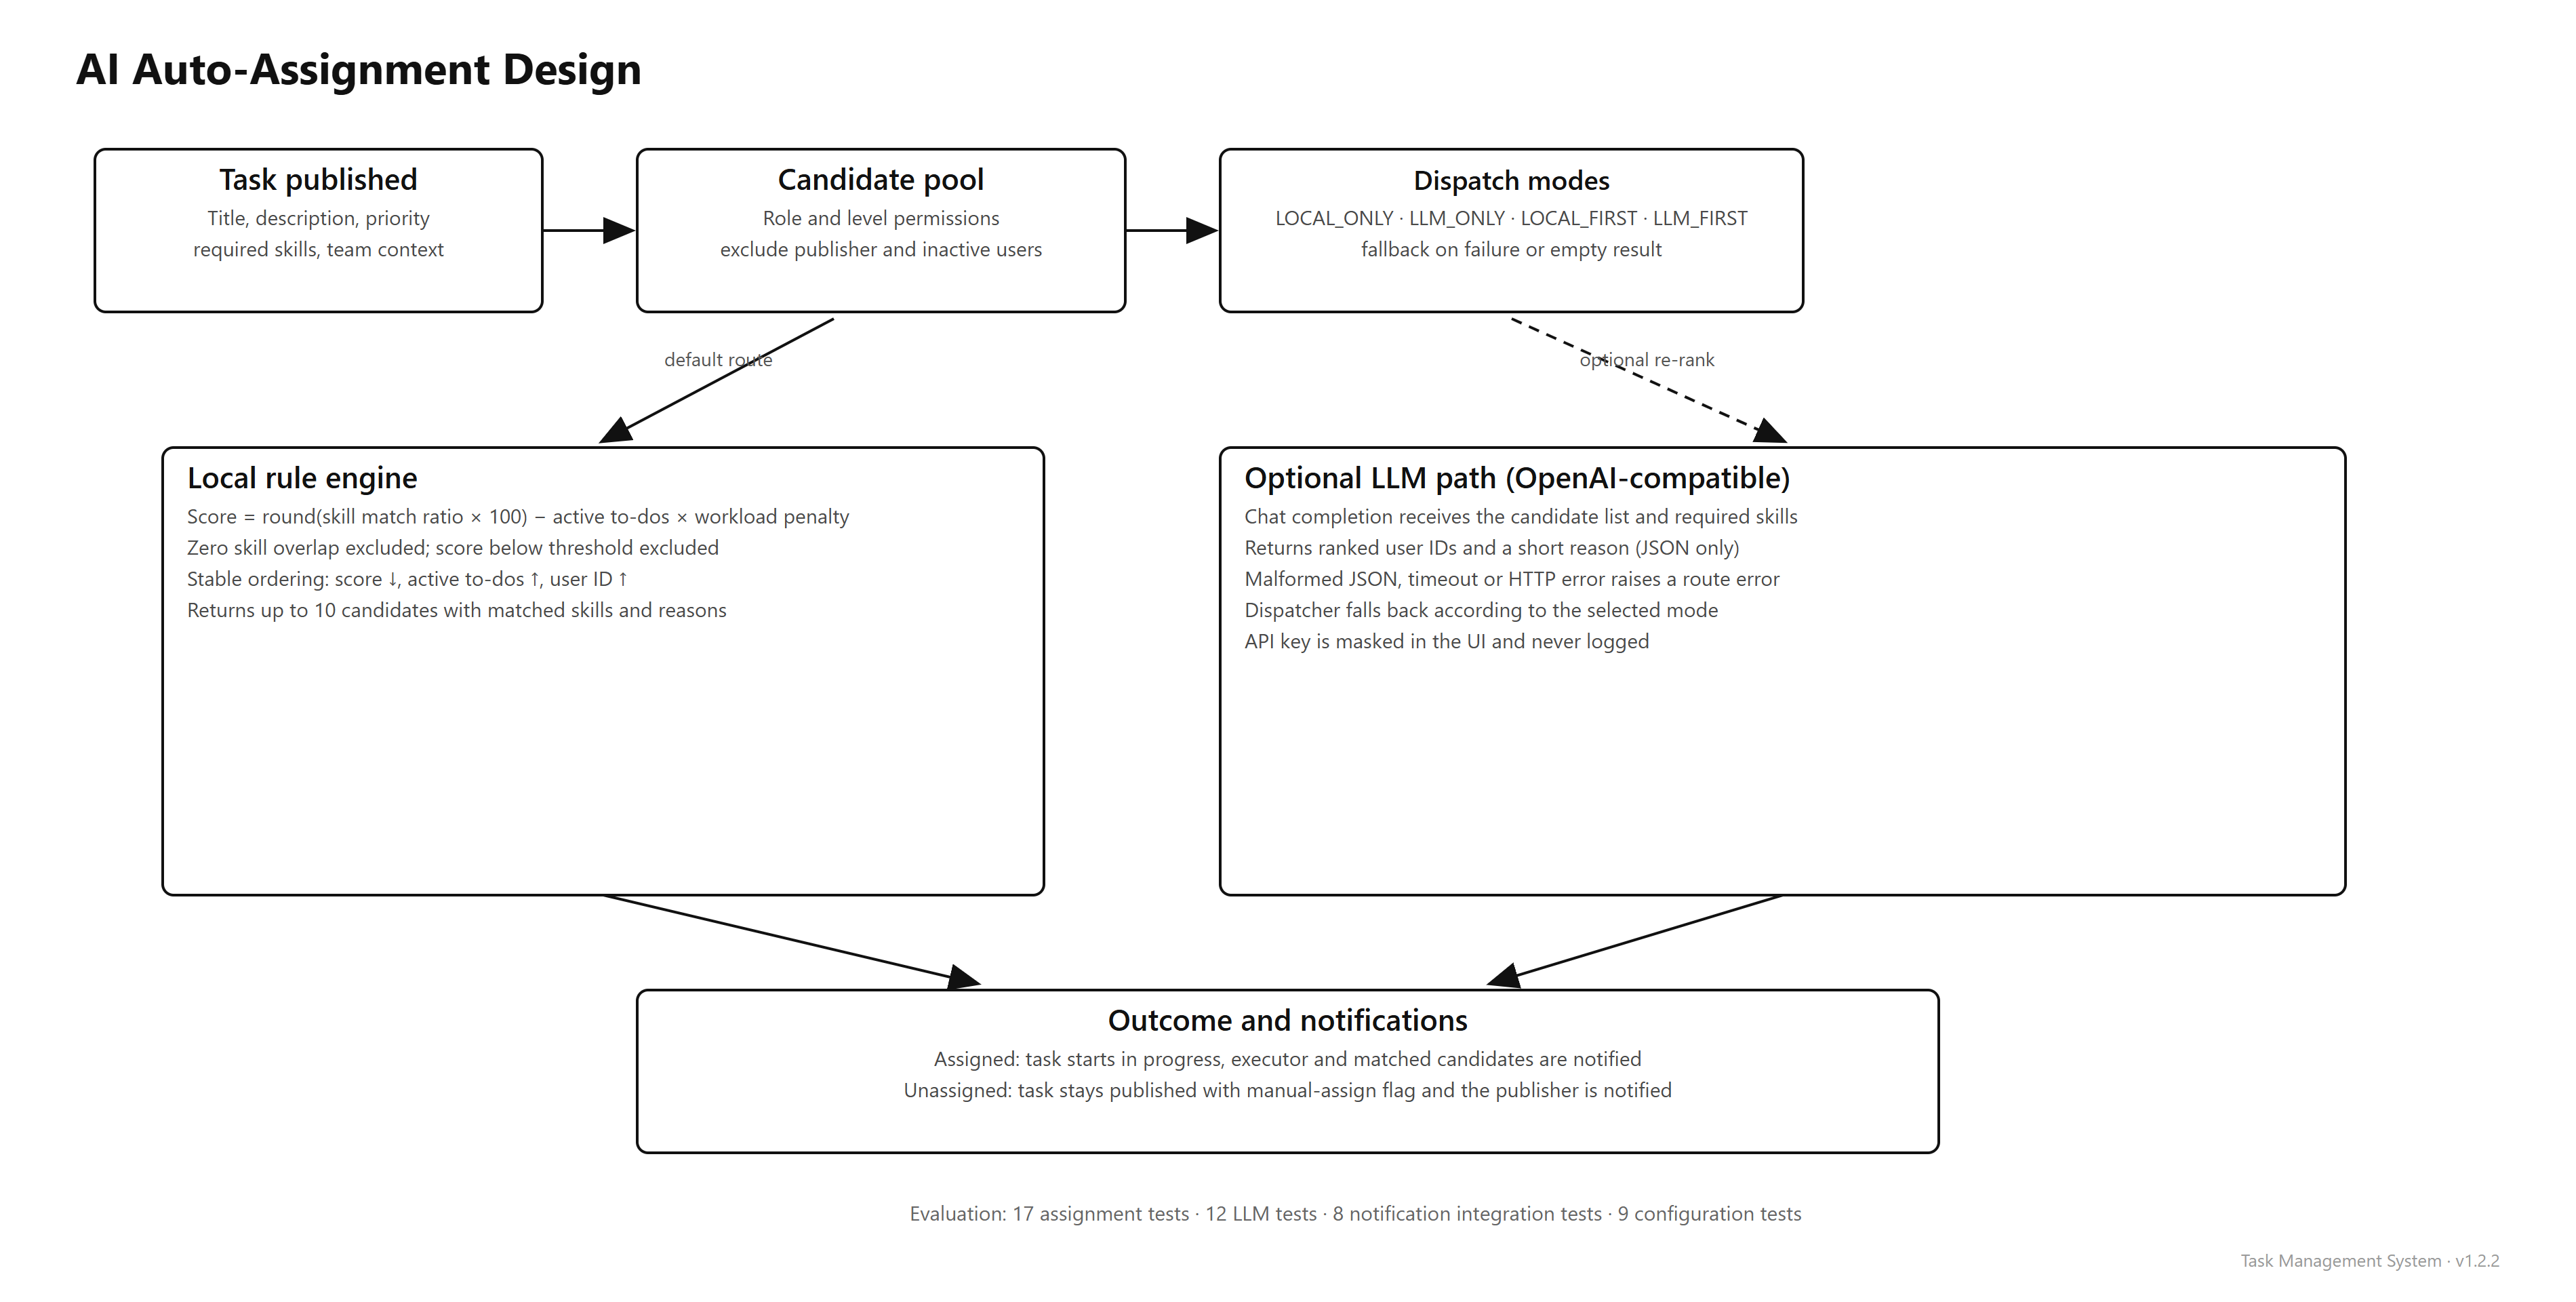 AI Auto-Assignment Design
Task published
Title, description, priority
required skills, team context
Candidate pool
Role and level permissions
exclude publisher and inactive users
Dispatch modes
LOCAL_ONLY · LLM_ONLY · LOCAL_FIRST · LLM_FIRST
fallback on failure or empty result
default route
optional re-rank
Local rule engine
Score = round(skill match ratio × 100) − active to-dos × workload penalty
Zero skill overlap excluded; score below threshold excluded
Stable ordering: score ↓, active to-dos ↑, user ID ↑
Returns up to 10 candidates with matched skills and reasons
Optional LLM path (OpenAI-compatible)
Chat completion receives the candidate list and required skills
Returns ranked user IDs and a short reason (JSON only)
Malformed JSON, timeout or HTTP error raises a route error
Dispatcher falls back according to the selected mode
API key is masked in the UI and never logged
Outcome and notifications
Assigned: task starts in progress, executor and matched candidates are notified
Unassigned: task stays published with manual-assign flag and the publisher is notified
Evaluation: 17 assignment tests · 12 LLM tests · 8 notification integration tests · 9 configuration tests
Task Management System · v1.2.2